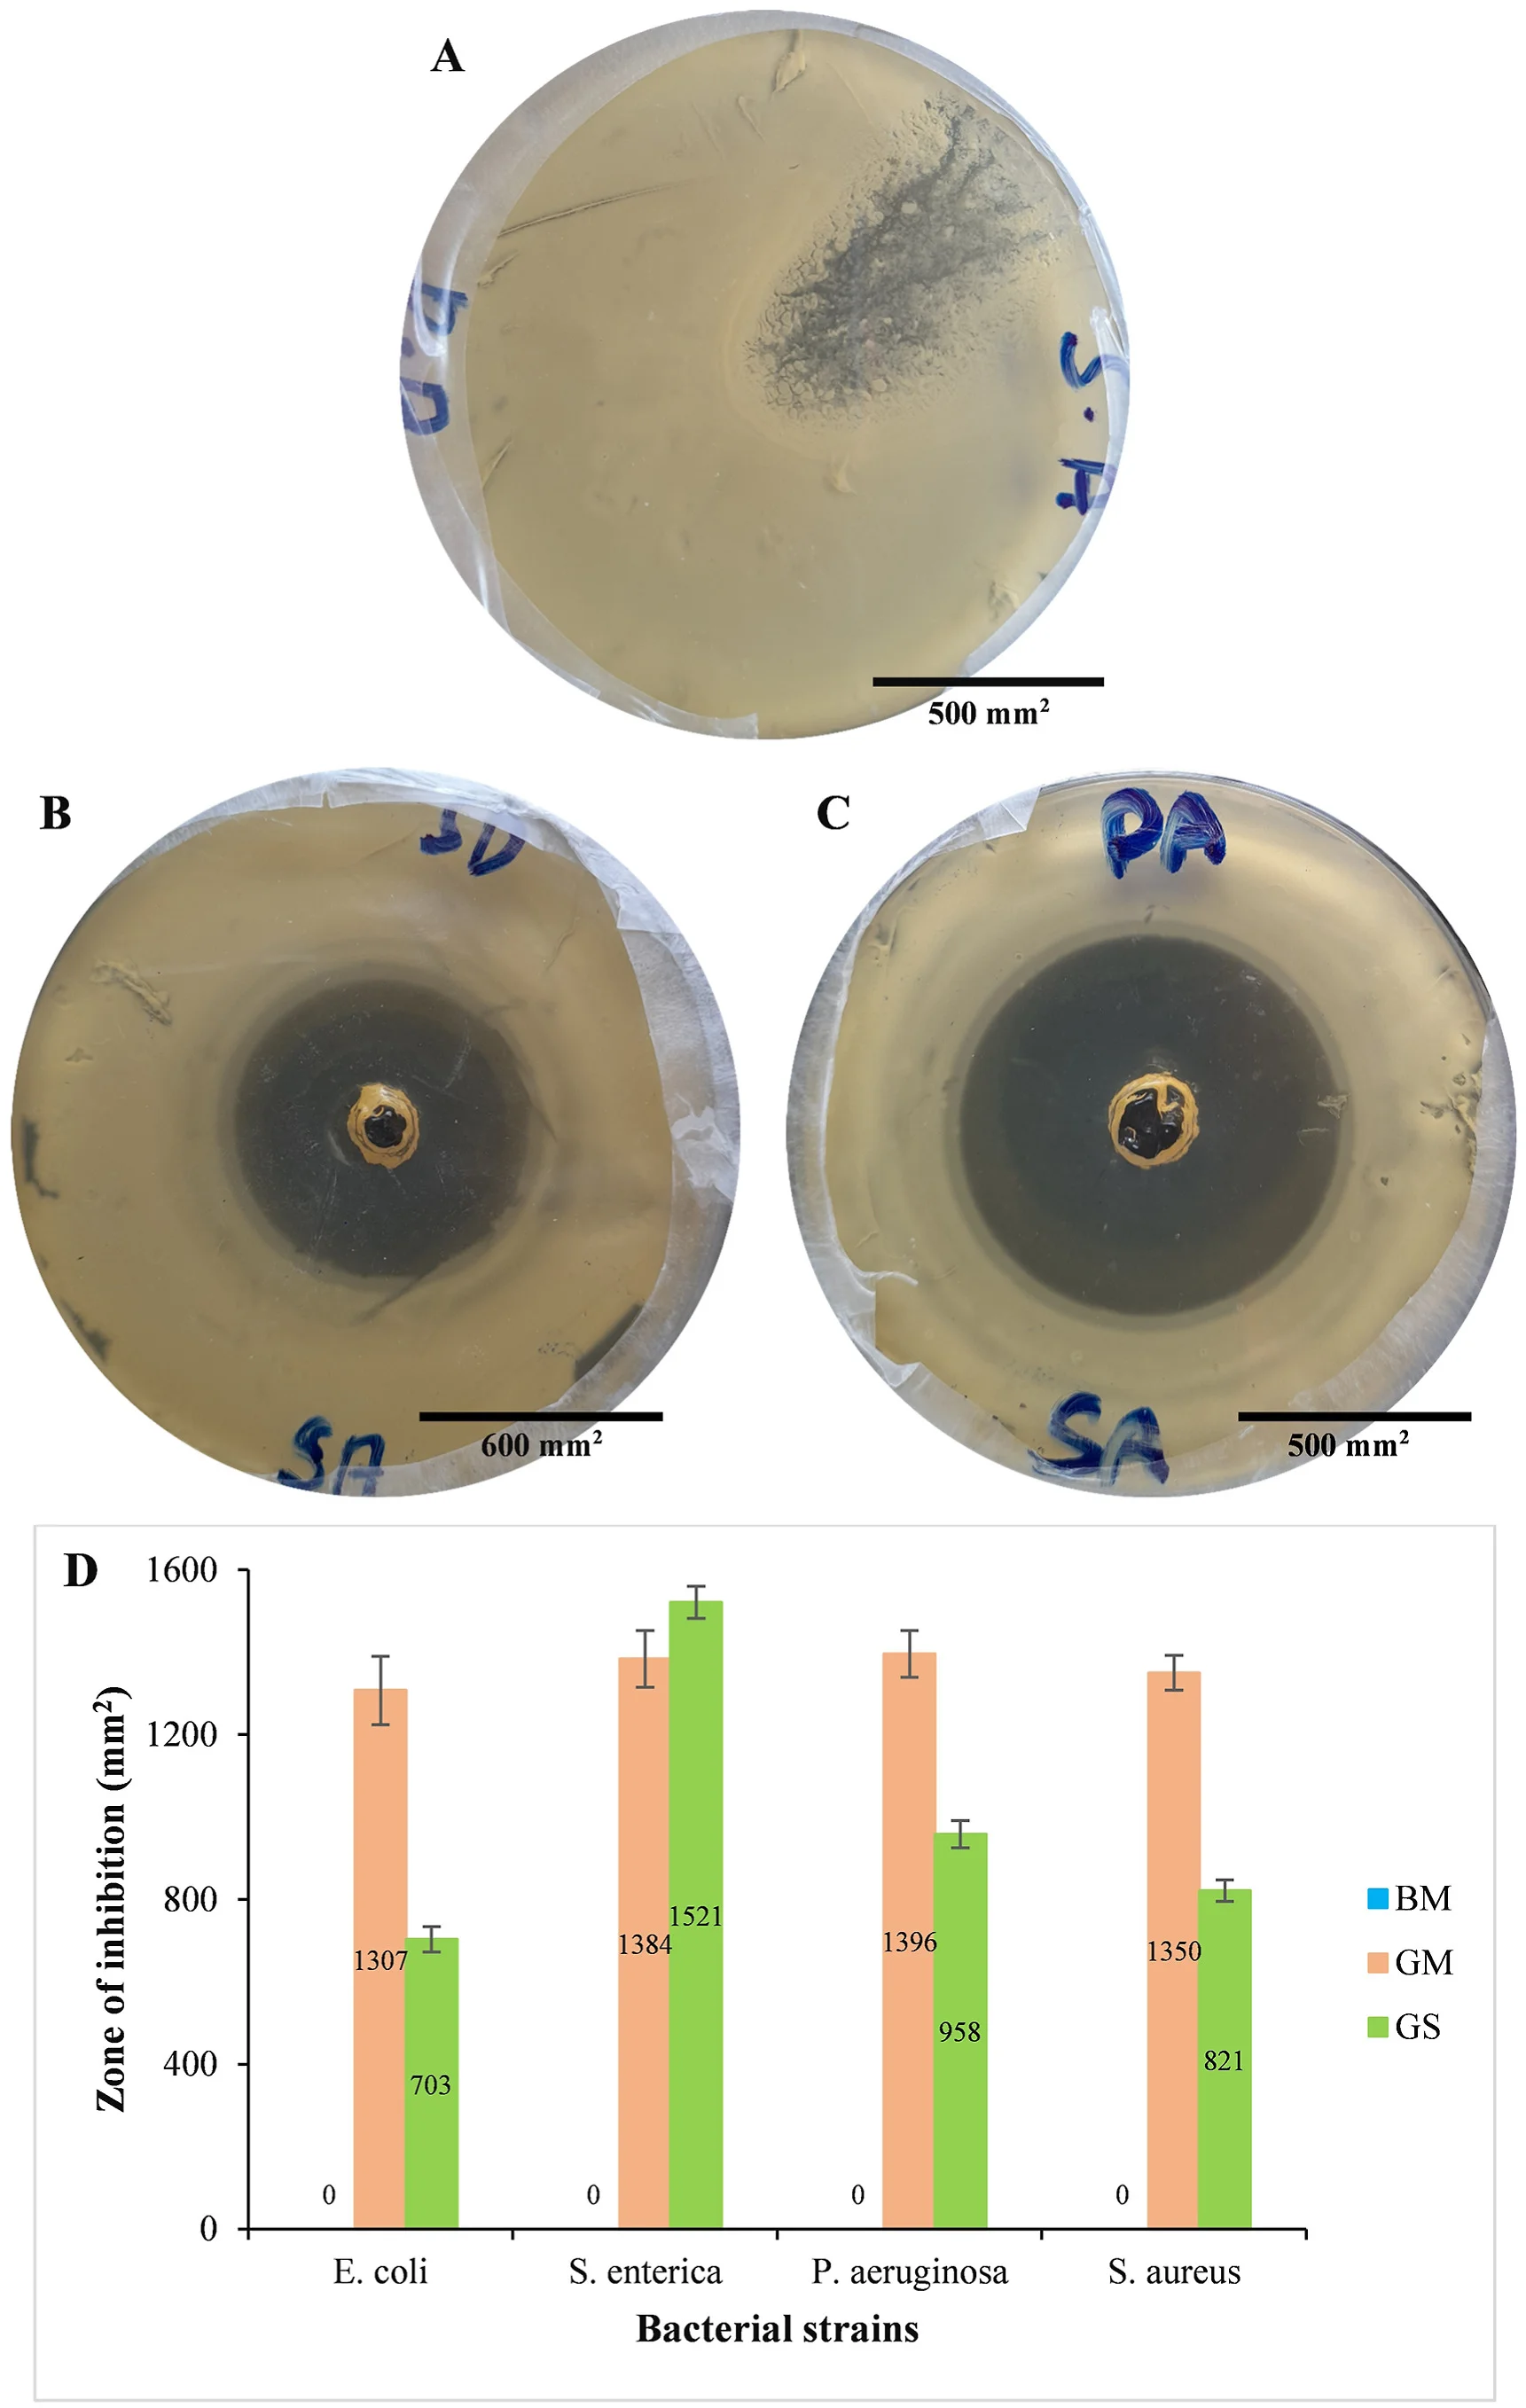 A
S.A
500 mm²
B
SD
SA
600 mm²
C
PA
SA
500 mm²
D
1600
1200
800
400
0
Zone of inhibition (mm²)
0
1307
703
0
1384
1521
0
1396
958
0
1350
821
E. coli
S. enterica
P. aeruginosa
S. aureus
Bacterial strains
BM
GM
GS